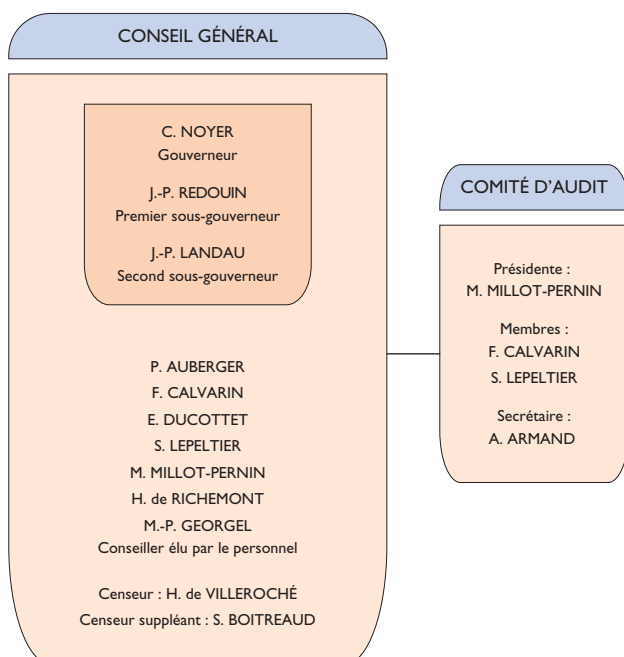 CONSEIL GÉNÉRAL
C. NOYER
Gouverneur
J.-P. REDOUIN
Premier sous-gouverneur
J.-P. LANDAU
Second sous-gouverneur
P. AUBERGER
F. CALVARIN
E. DUCOTTET
S. LEPELTIER
M. MILLOT-PERNIN
H. de RICHEMONT
M.-P. GEORGEL
Conseiller élu par le personnel
Censeur : H. de VILLEROCHÉ
Censeur suppléant : S. BOITREAUD
COMITÉ D'AUDIT
Présidente :
M. MILLOT-PERNIN
Membres :
F. CALVARIN
S. LEPELTIER
Secrétaire :
A. ARMAND